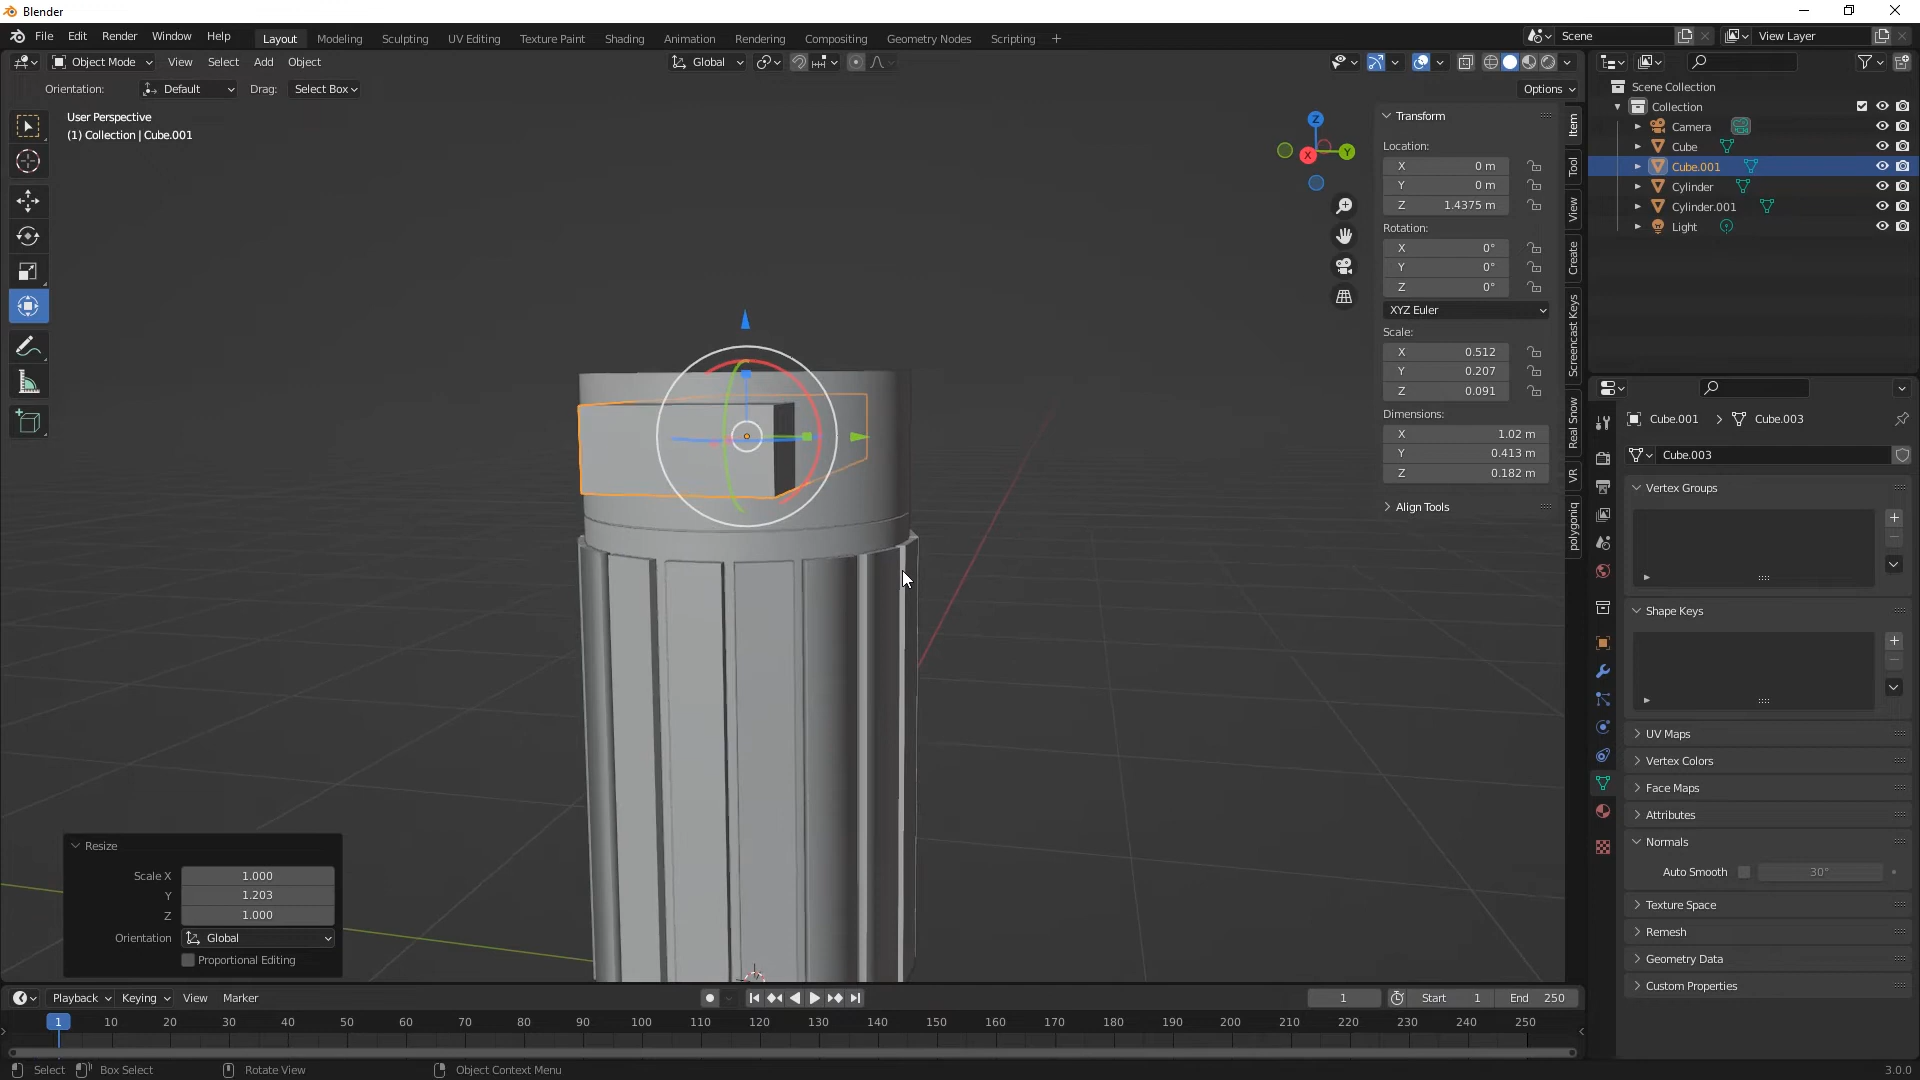 Blender
File Edit Render Window Help Layout Modeling Sculpting UV Editing Texture Paint Shading Animation Rendering Compositing Geometry Nodes Scripting + Scene View Layer
Object Mode View Select Add Object Global
Orientation: Default Drag: Select Box Options
User Perspective
(1) Collection | Cube.001
Z
Y
X
Transform
Location:
X 0 m
Y 0 m
Z 1.4375 m
Rotation:
X 0°
Y 0°
Z 0°
XYZ Euler
Scale:
X 0.512
Y 0.207
Z 0.091
Dimensions:
X 1.02 m
Y 0.413 m
Z 0.182 m
Align Tools
Item
Tool
View
Create
Screencast Keys
Real Snow
VR
polygoniq
Scene Collection
Collection
Camera
Cube
Cube.001
Cylinder
Cylinder.001
Light
Cube.001 > Cube.003
Cube.003
Vertex Groups
Shape Keys
UV Maps
Vertex Colors
Face Maps
Attributes
Normals
Auto Smooth 30°
Texture Space
Remesh
Geometry Data
Custom Properties
Resize
Scale X 1.000
Y 1.203
Z 1.000
Orientation Global
Proportional Editing
Playback Keying View Marker 1 Start 1 End 250
1 10 20 30 40 50 60 70 80 90 100 110 120 130 140 150 160 170 180 190 200 210 220 230 240 250
Select Box Select Rotate View Object Context Menu 3.0.0